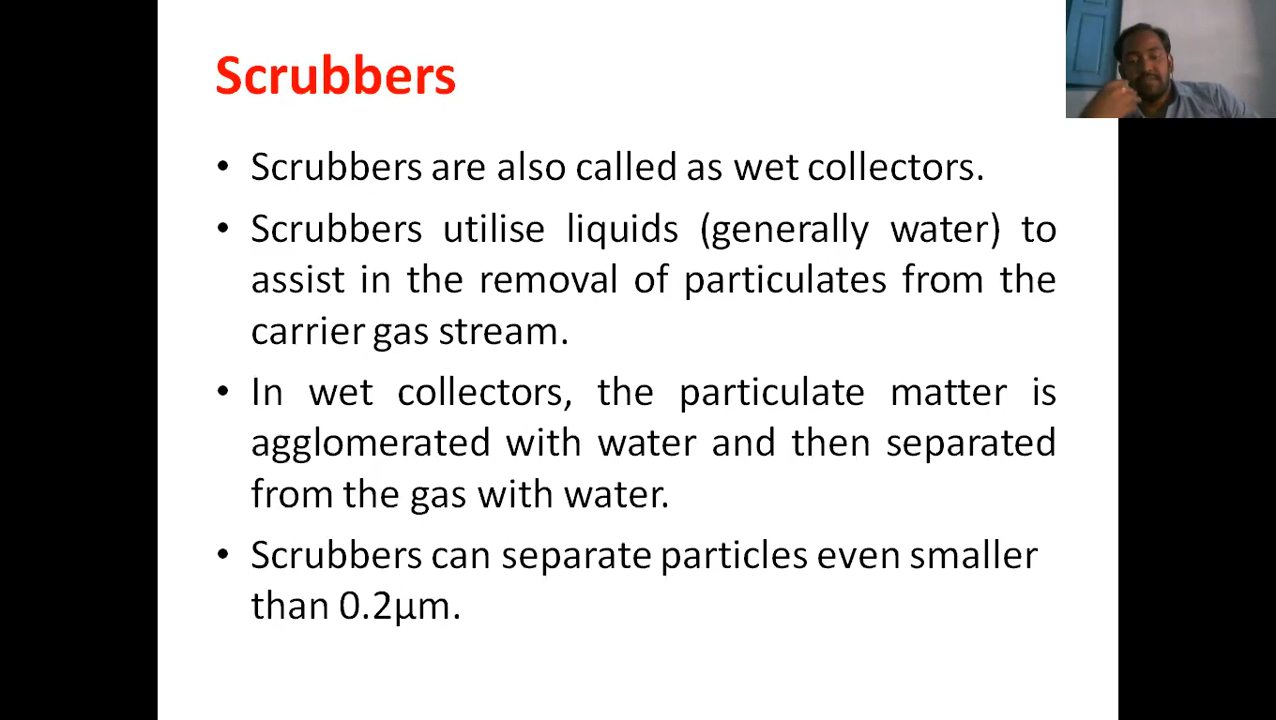 Scrubbers
• Scrubbers are also called as wet collectors.
• Scrubbers utilise liquids (generally water) to
assist in the removal of particulates from the
carrier gas stream.
• In wet collectors, the particulate matter is
agglomerated with water and then separated
from the gas with water.
• Scrubbers can separate particles even smaller
than 0.2µm.